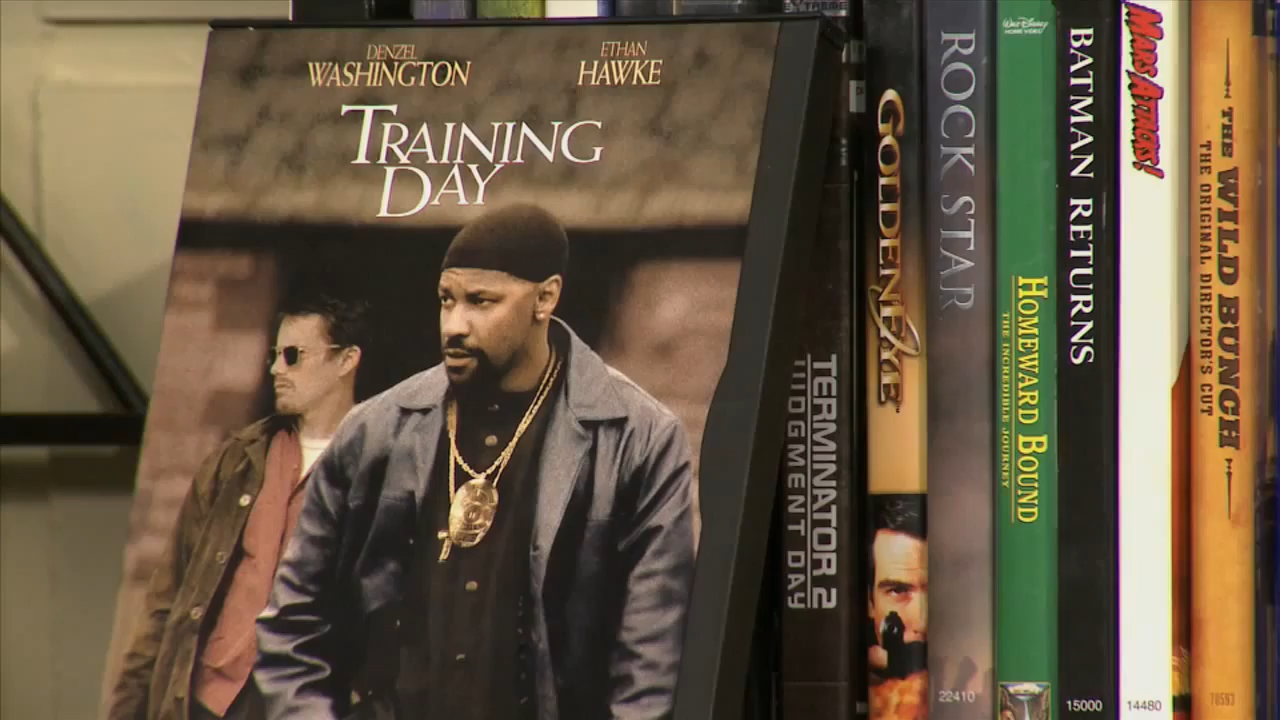 DENZEL
WASHINGTON
ETHAN
HAWKE
TRAINING
DAY
TERMINATOR 2
JUDGMENT DAY
GOLDENEYE
ROCK STAR
22410
WALT DISNEY
HOME VIDEO
HOMEWARD BOUND
THE INCREDIBLE JOURNEY
BATMAN RETURNS
15000
MARS ATTACKS!
14480
THE WILD BUNCH
THE ORIGINAL DIRECTOR'S CUT